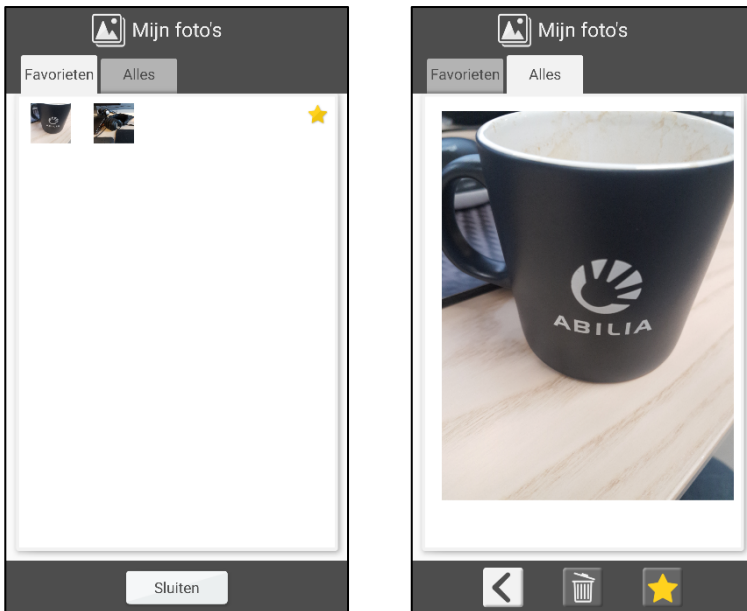 Mijn foto's
Favorieten
Alles
Sluiten
Mijn foto's
Favorieten
Alles
ABILIA